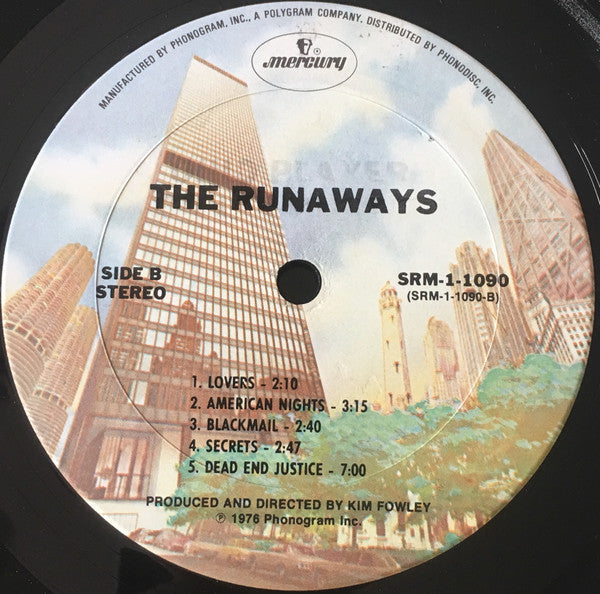 MANUFACTURED BY PHONOGRAM, INC., A POLYGRAM COMPANY. DISTRIBUTED BY PHONODISC, INC.
mercury
THE RUNAWAYS
SIDE B
STEREO
SRM-1-1090
(SRM-1-1090-B)
1. LOVERS - 2:10
2. AMERICAN NIGHTS - 3:15
3. BLACKMAIL - 2:40
4. SECRETS - 2:47
5. DEAD END JUSTICE - 7:00
PRODUCED AND DIRECTED BY KIM FOWLEY
℗ 1976 Phonogram Inc.